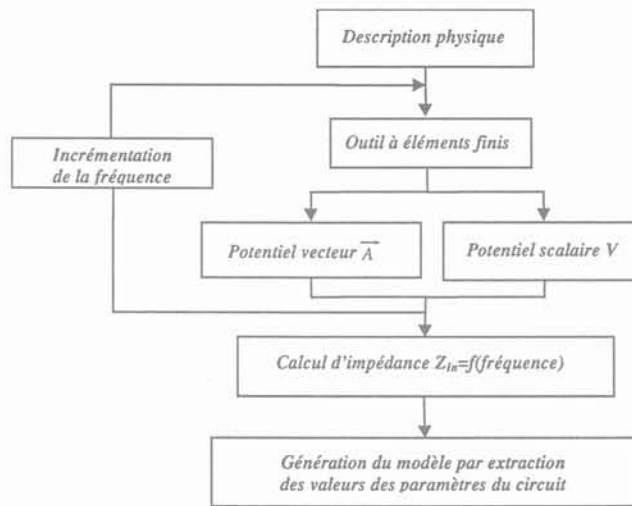 Description physique
Outil à éléments finis
Incrémentation
de la fréquence
Potentiel vecteur A
Potentiel scalaire V
Calcul d'impédance ZIn=f(fréquence)
Génération du modèle par extraction
des valeurs des paramètres du circuit